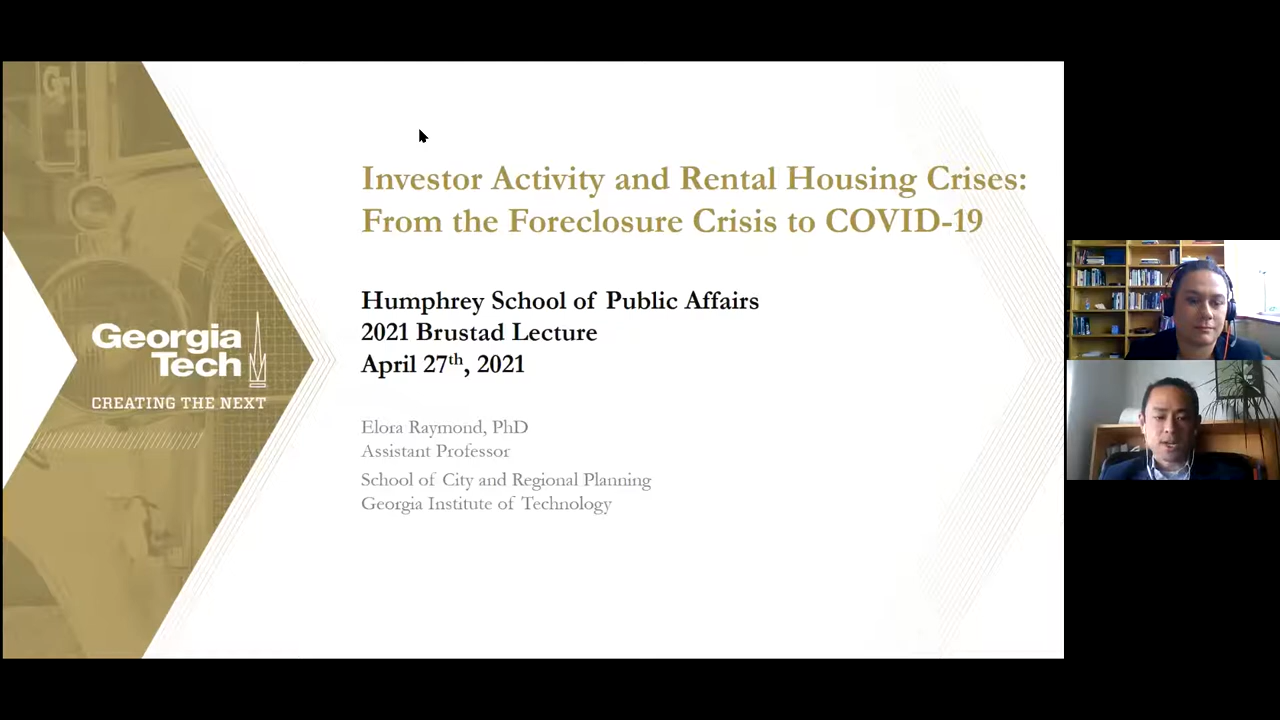 Investor Activity and Rental Housing Crises:
From the Foreclosure Crisis to COVID-19
Humphrey School of Public Affairs
2021 Brustad Lecture
April 27th, 2021
Georgia
Tech
CREATING THE NEXT
Elora Raymond, PhD
Assistant Professor
School of City and Regional Planning
Georgia Institute of Technology